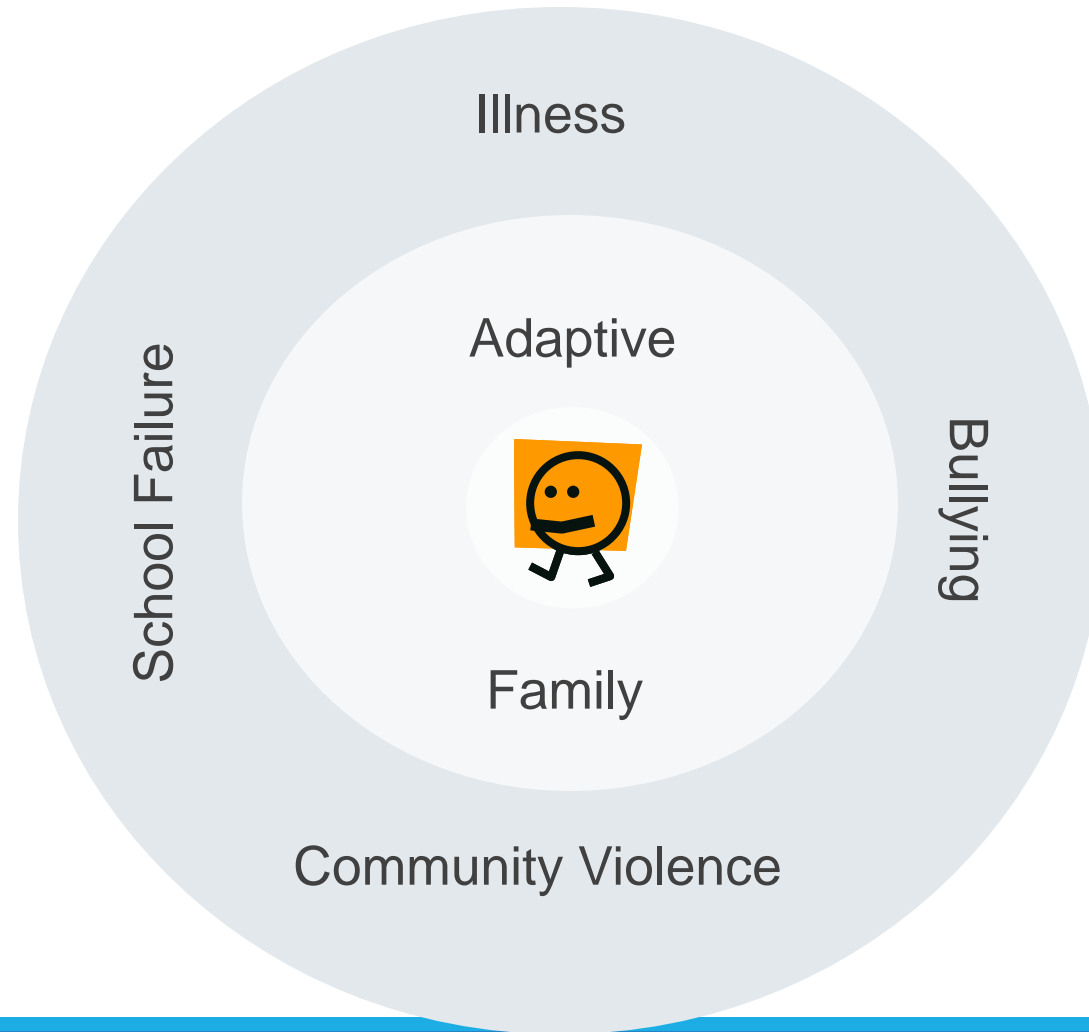 Illness
Adaptive
School Failure
Bullying
Family
Community Violence